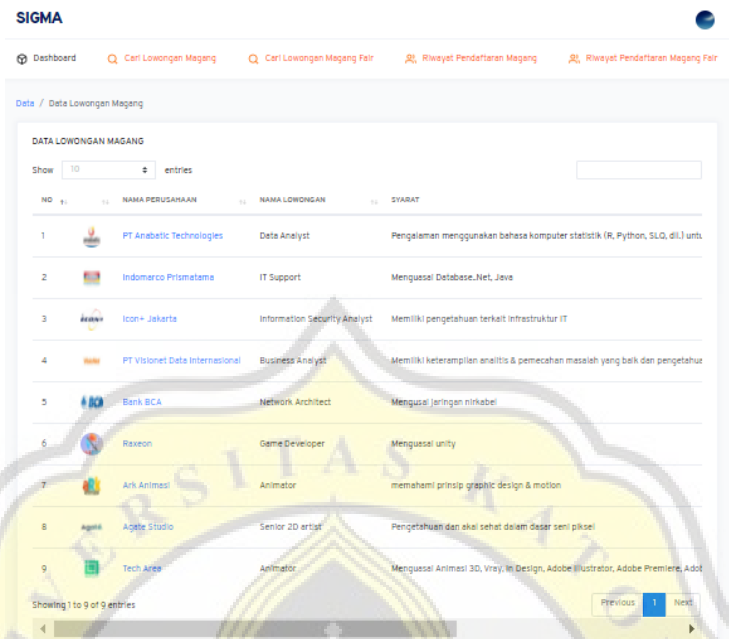 SIGMA
Dashboard Cari Lowongan Magang Cari Lowongan Magang Fair Riwayat Pendaftaran Magang Riwayat Pendaftaran Magang Fair
Data / Data Lowongan Magang
DATA LOWONGAN MAGANG
Show 10 entries
NO NAMA PERUSAHAAN NAMA LOWONGAN SYARAT
1 PT Anabatic Technologies Data Analyst Pengalaman menggunakan bahasa komputer statistik (R, Python, SLQ, dll.) untu
2 Indomarco Prismatama IT Support Menguasai Database,.Net, Java
3 Icon+ Jakarta Information Security Analyst Memiliki pengetahuan terkait infrastruktur IT
4 PT Visionet Data Internasional Business Analyst Memiliki keterampilan analitis & pemecahan masalah yang baik dan pengetahua
5 BCA Bank BCA Network Architect Mengusai jaringan nirkabel
6 Raxeon Game Developer Menguasai unity
7 Ark Animasi Animator memahami prinsip graphic design & motion
8 Agate Studio Senior 2D artist Pengetahuan dan akal sehat dalam dasar seni piksel
9 Tech Area Animator Menguasai Animasi 3D, Vray, In Design, Adobe Illustrator, Adobe Premiere, Adob
Showing 1 to 9 of 9 entries Previous 1 Next
ERSITAS KATO